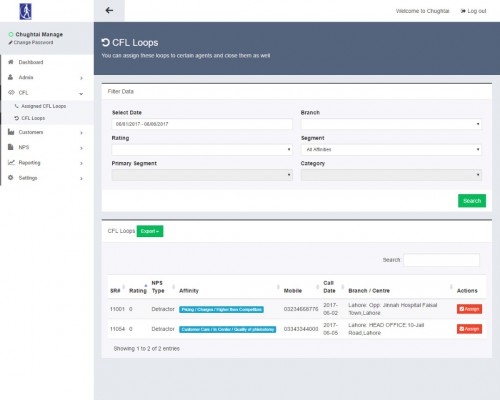 Welcome to Chughtai
Log out
Chughtai Manage
Change Password
Dashboard
Admin
CFL
Assigned CFL Loops
CFL Loops
Customers
NPS
Reporting
Settings
CFL Loops
You can assign these loops to certain agents and close them as well
Filter Data
Select Date
Branch
06/01/2017 - 06/08/2017
Rating
Segment
All Affinities
Primary Segment
Category
Search
CFL Loops Export
Search:
SR# Rating NPS Type Affinity Mobile Call Date Branch / Centre Actions
11001 0 Detractor Pricing / Charges / Higher then Competitors 03234668776 2017-06-02 Lahore: Opp: Jinnah Hospital Faisal Town,Lahore Assign
11054 0 Detractor Customer Care / In Center / Quality of phlebotomy 03343344000 2017-06-05 Lahore: HEAD OFFICE 10-Jail Road,Lahore Assign
Showing 1 to 2 of 2 entries